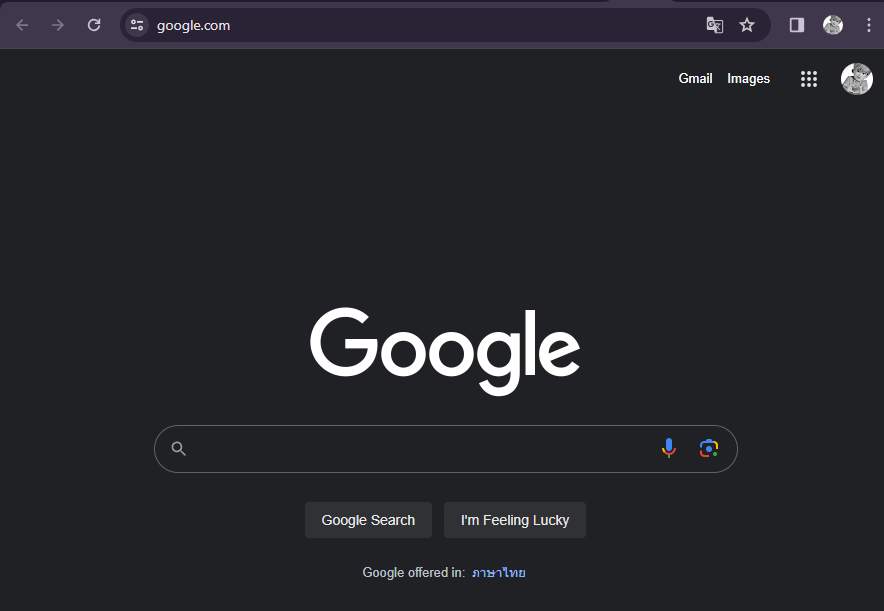 google.com
Gmail Images
Google
Google Search I'm Feeling Lucky
Google offered in: ภาษาไทย